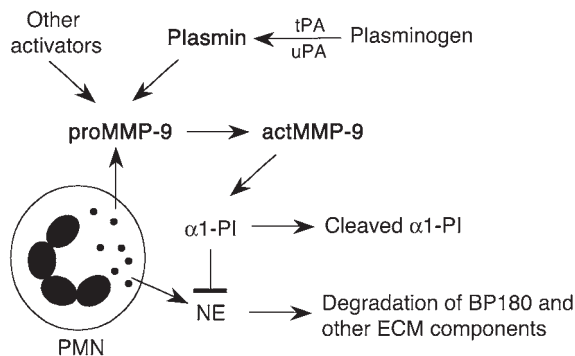 Other
activators
Plasmin
tPA
uPA
Plasminogen
proMMP-9
actMMP-9
α1-PI
Cleaved α1-PI
NE
Degradation of BP180 and
other ECM components
PMN